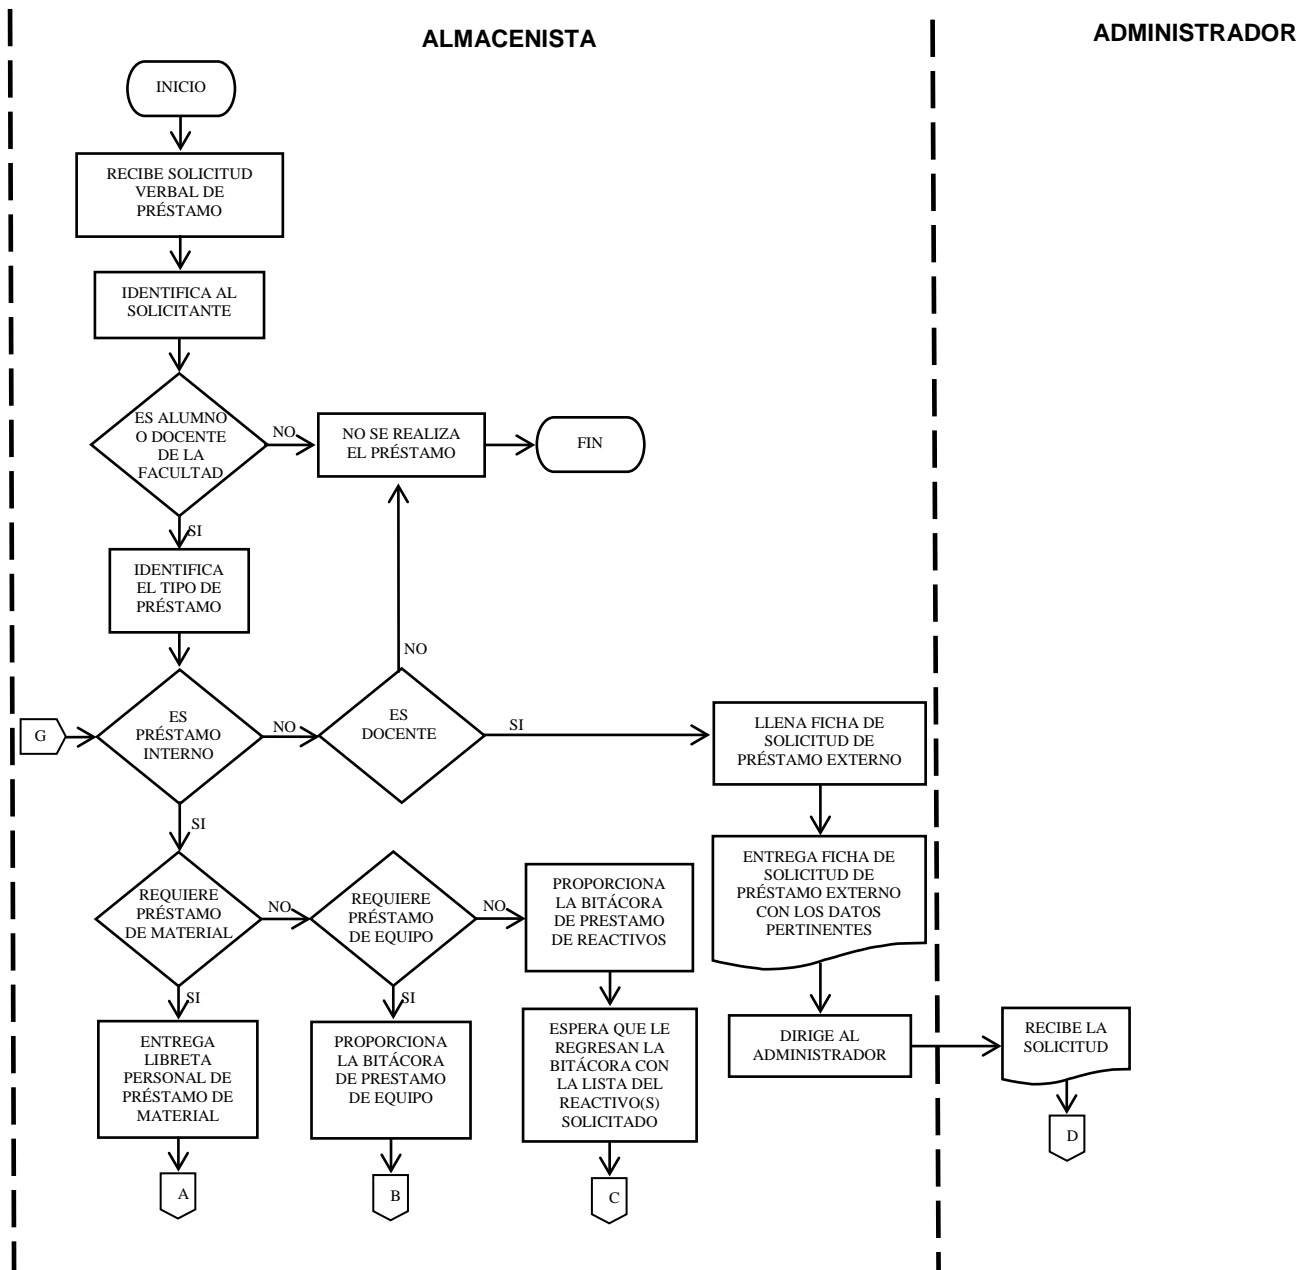 ALMACENISTA
ADMINISTRADOR
INICIO
RECIBE SOLICITUD
VERBAL DE
PRÉSTAMO
IDENTIFICA AL
SOLICITANTE
ES ALUMNO
O DOCENTE
DE LA
FACULTAD
NO
NO SE REALIZA
EL PRÉSTAMO
FIN
SI
IDENTIFICA
EL TIPO DE
PRÉSTAMO
NO
G
ES
PRÉSTAMO
INTERNO
NO
ES
DOCENTE
SI
LLENA FICHA DE
SOLICITUD DE
PRÉSTAMO EXTERNO
SI
REQUIERE
PRÉSTAMO
DE MATERIAL
NO
REQUIERE
PRÉSTAMO
DE EQUIPO
NO
PROPORCIONA
LA BITÁCORA
DE PRESTAMO
DE REACTIVOS
ENTREGA FICHA DE
SOLICITUD DE
PRÉSTAMO EXTERNO
CON LOS DATOS
PERTINENTES
SI
SI
ENTREGA
LIBRETA
PERSONAL DE
PRÉSTAMO DE
MATERIAL
PROPORCIONA
LA BITÁCORA
DE PRESTAMO
DE EQUIPO
ESPERA QUE LE
REGRESAN LA
BITÁCORA CON
LA LISTA DEL
REACTIVO(S)
SOLICITADO
DIRIGE AL
ADMINISTRADOR
RECIBE LA
SOLICITUD
D
A
B
C